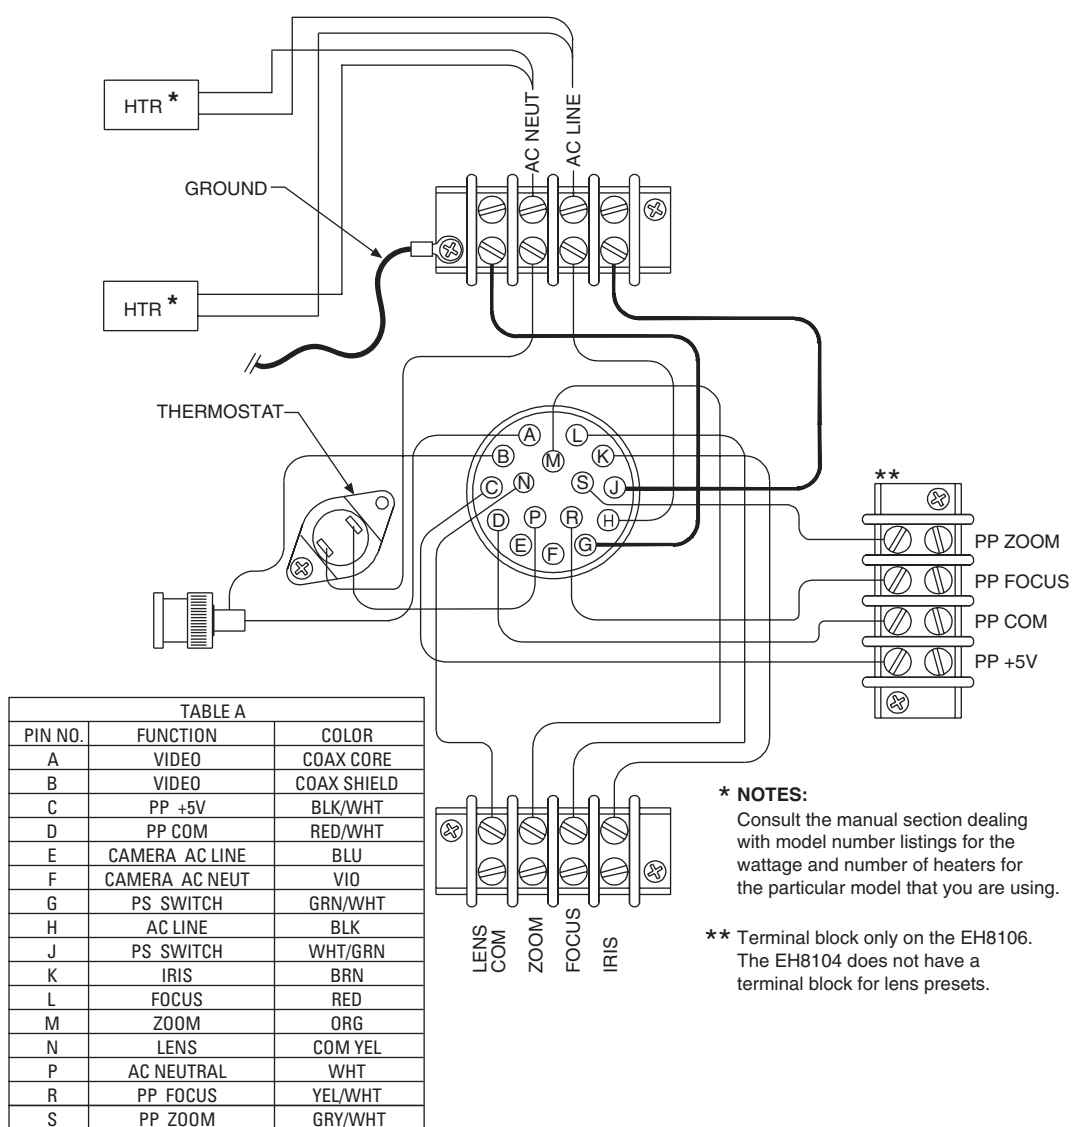 HTR *
AC NEUT
AC LINE
GROUND
HTR *
THERMOSTAT
A
L
B
M
K
C
N
S
J
D
P
R
H
E
F
G
**
PP ZOOM
PP FOCUS
PP COM
PP +5V
TABLE A
PIN NO. FUNCTION COLOR
A VIDEO COAX CORE
B VIDEO COAX SHIELD
C PP +5V BLK/WHT
D PP COM RED/WHT
E CAMERA AC LINE BLU
F CAMERA AC NEUT VIO
G PS SWITCH GRN/WHT
H AC LINE BLK
J PS SWITCH WHT/GRN
K IRIS BRN
L FOCUS RED
M ZOOM ORG
N LENS COM YEL
P AC NEUTRAL WHT
R PP FOCUS YEL/WHT
S PP ZOOM GRY/WHT
LENS
COM
ZOOM
FOCUS
IRIS
* NOTES:
Consult the manual section dealing
with model number listings for the
wattage and number of heaters for
the particular model that you are using.
** Terminal block only on the EH8106.
The EH8104 does not have a
terminal block for lens presets.